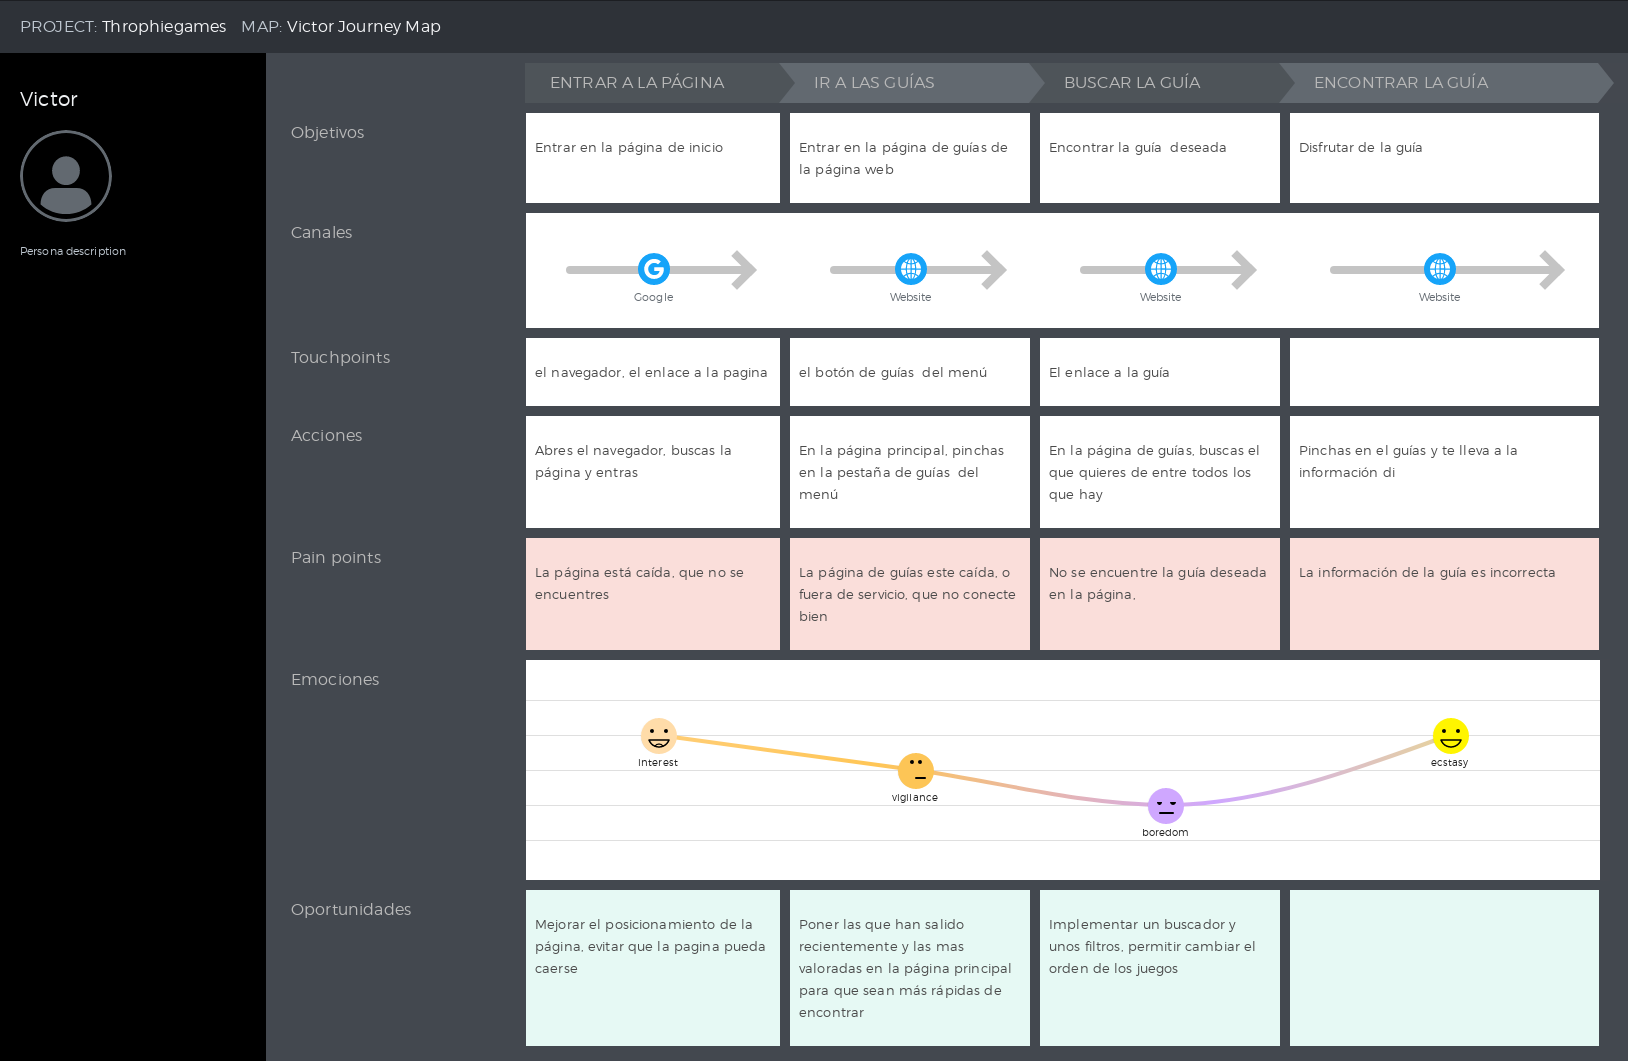 PROJECT: Throphiegames MAP: Victor Journey Map
Victor
Persona description
ENTRAR A LA PÁGINA
IR A LAS GUÍAS
BUSCAR LA GUÍA
ENCONTRAR LA GUÍA
Objetivos
Entrar en la página de inicio
Entrar en la página de guías de
la página web
Encontrar la guía deseada
Disfrutar de la guía
Canales
Google
Website
Website
Website
Touchpoints
el navegador, el enlace a la pagina
el botón de guías del menú
El enlace a la guía
Acciones
Abres el navegador, buscas la
página y entras
En la página principal, pinchas
en la pestaña de guías del
menú
En la página de guías, buscas el
que quieres de entre todos los
que hay
Pinchas en el guías y te lleva a la
información di
Pain points
La página está caída, que no se
encuentres
La página de guías este caída, o
fuera de servicio, que no conecte
bien
No se encuentre la guía deseada
en la página,
La información de la guía es incorrecta
Emociones
interest
vigilance
boredom
ecstasy
Oportunidades
Mejorar el posicionamiento de la
página, evitar que la pagina pueda
caerse
Poner las que han salido
recientemente y las mas
valoradas en la página principal
para que sean más rápidas de
encontrar
Implementar un buscador y
unos filtros, permitir cambiar el
orden de los juegos